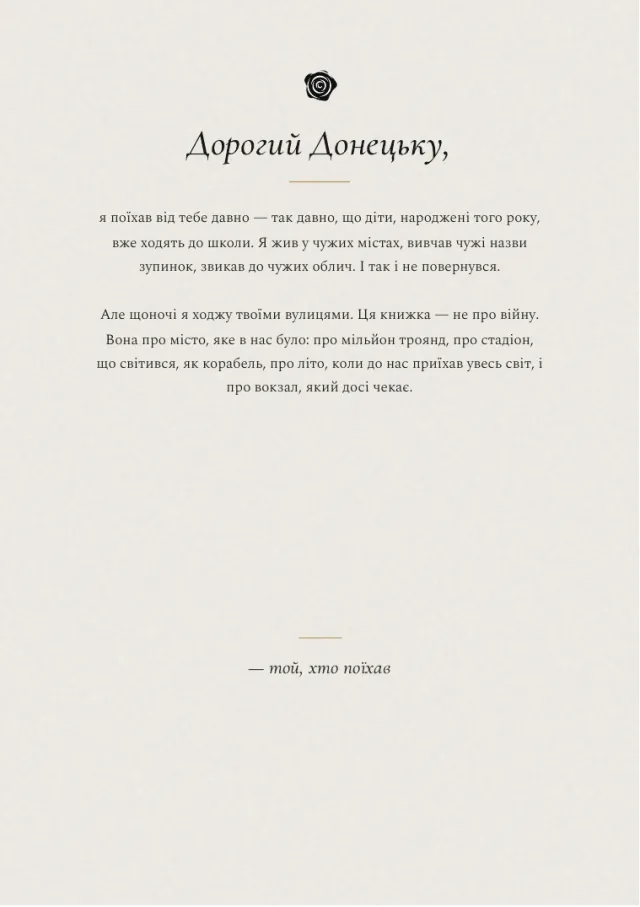 Дорогий Донецьку,
я поїхав від тебе давно — так давно, що діти, народжені того року,
вже ходять до школи. Я жив у чужих містах, вивчав чужі назви
зупинок, звикав до чужих облич. І так і не повернувся.
Але щоночі я ходжу твоїми вулицями. Ця книжка — не про війну.
Вона про місто, яке в нас було: про мільйон троянд, про стадіон,
що світився, як корабель, про літо, коли до нас приїхав увесь світ, і
про вокзал, який досі чекає.
— той, хто поїхав